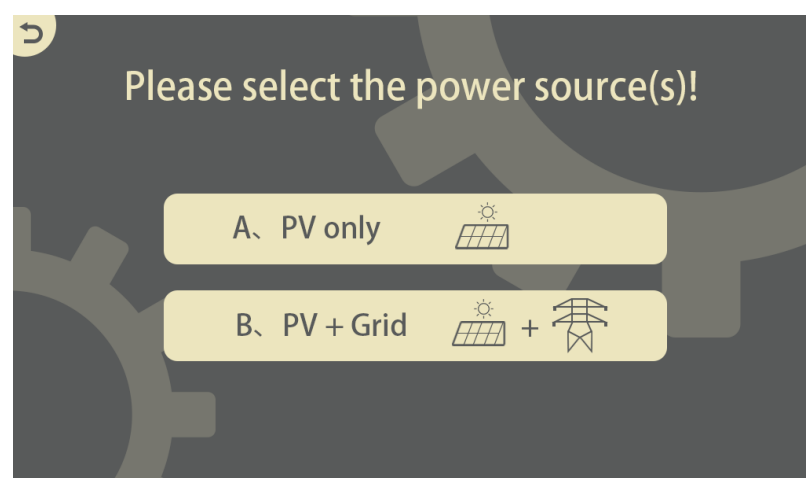 Please select the power source(s)!
A、PV only
B、PV + Grid +